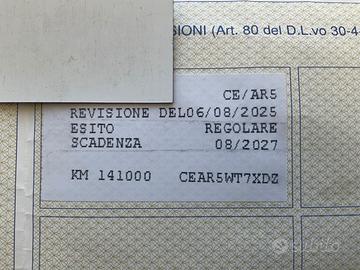 SIONI (Art. 80 del D.L.vo 30-4-
CE/AR5
REVISIONE DEL06/08/2025
ESITO REGOLARE
SCADENZA 08/2027
KM 141000 CEAR5WT7XDZ
subito